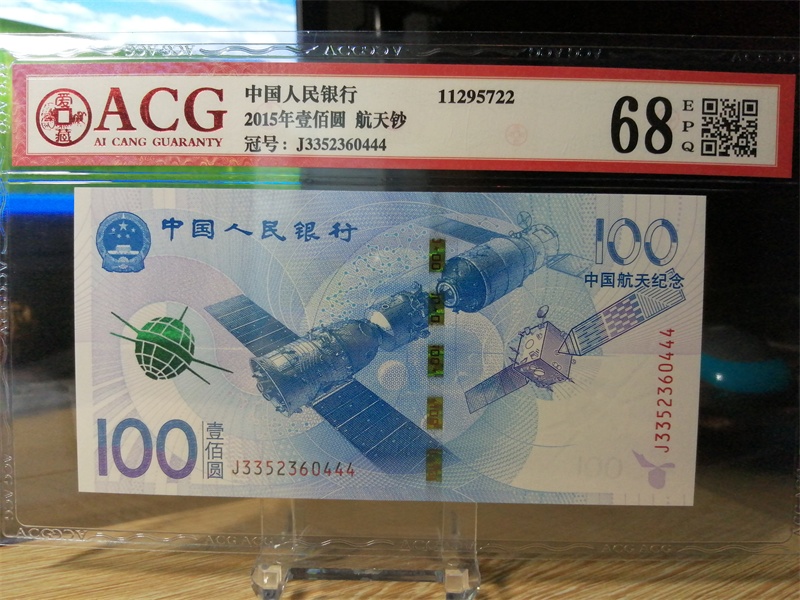 ACG
AI CANG GUARANTY
中国人民银行 11295722
2015年壹佰圆 航天钞
冠号：J3352360444
68
EPQ
中国人民银行
100
中国航天纪念
J3352360444
100
壹佰圆
J3352360444